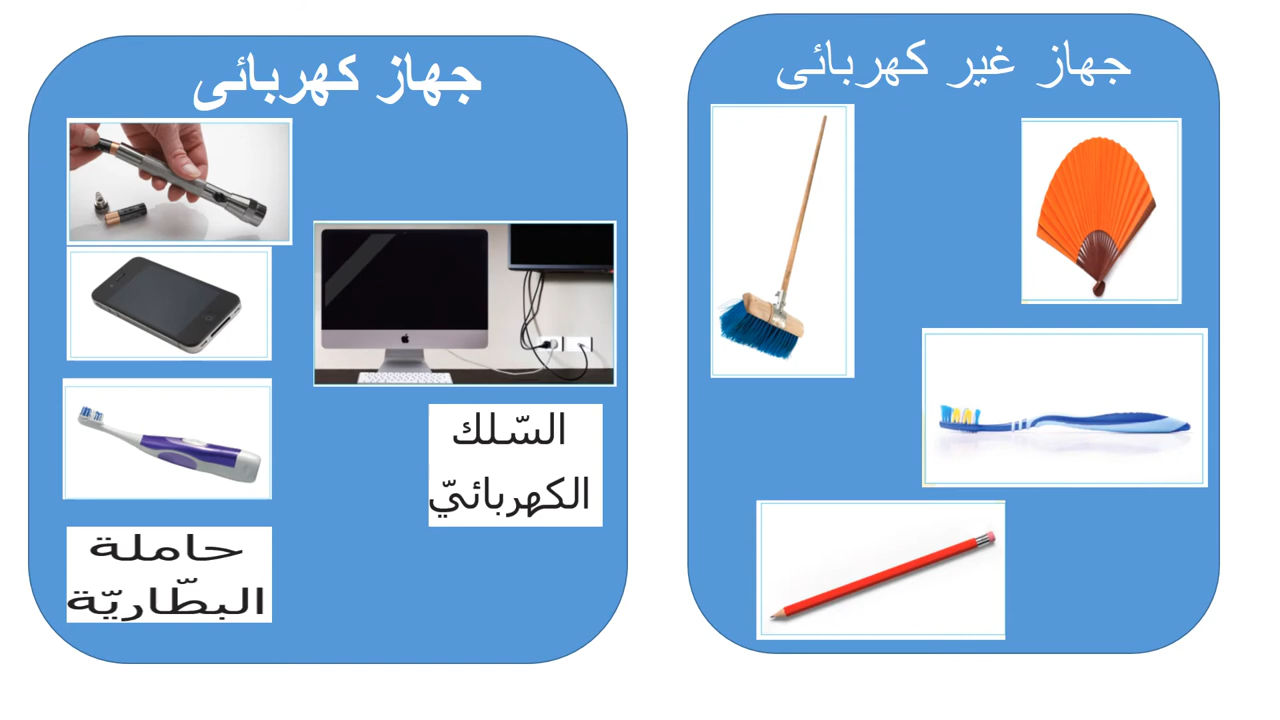 جهاز غير كهربائى
جهاز كهربائى
السّلك
الكهربائيّ
حاملة
البطّاريّة